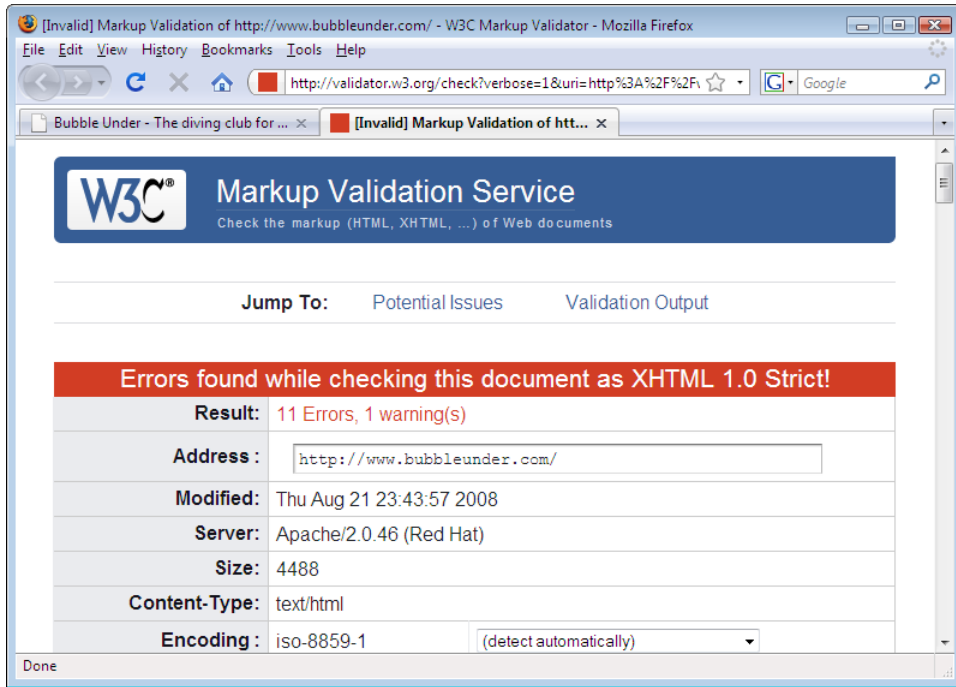 [Invalid] Markup Validation of http://www.bubbleunder.com/ - W3C Markup Validator - Mozilla Firefox
File Edit View History Bookmarks Tools Help
http://validator.w3.org/check?verbose=1&uri=http%3A%2F%2F G Google
Bubble Under - The diving club for ... [Invalid] Markup Validation of htt...
W3C® Markup Validation Service
Check the markup (HTML, XHTML, ...) of Web documents
Jump To: Potential Issues Validation Output
Errors found while checking this document as XHTML 1.0 Strict!
Result: 11 Errors, 1 warning(s)
Address : http://www.bubbleunder.com/
Modified: Thu Aug 21 23:43:57 2008
Server: Apache/2.0.46 (Red Hat)
Size: 4488
Content-Type: text/html
Encoding : iso-8859-1 (detect automatically)
Done